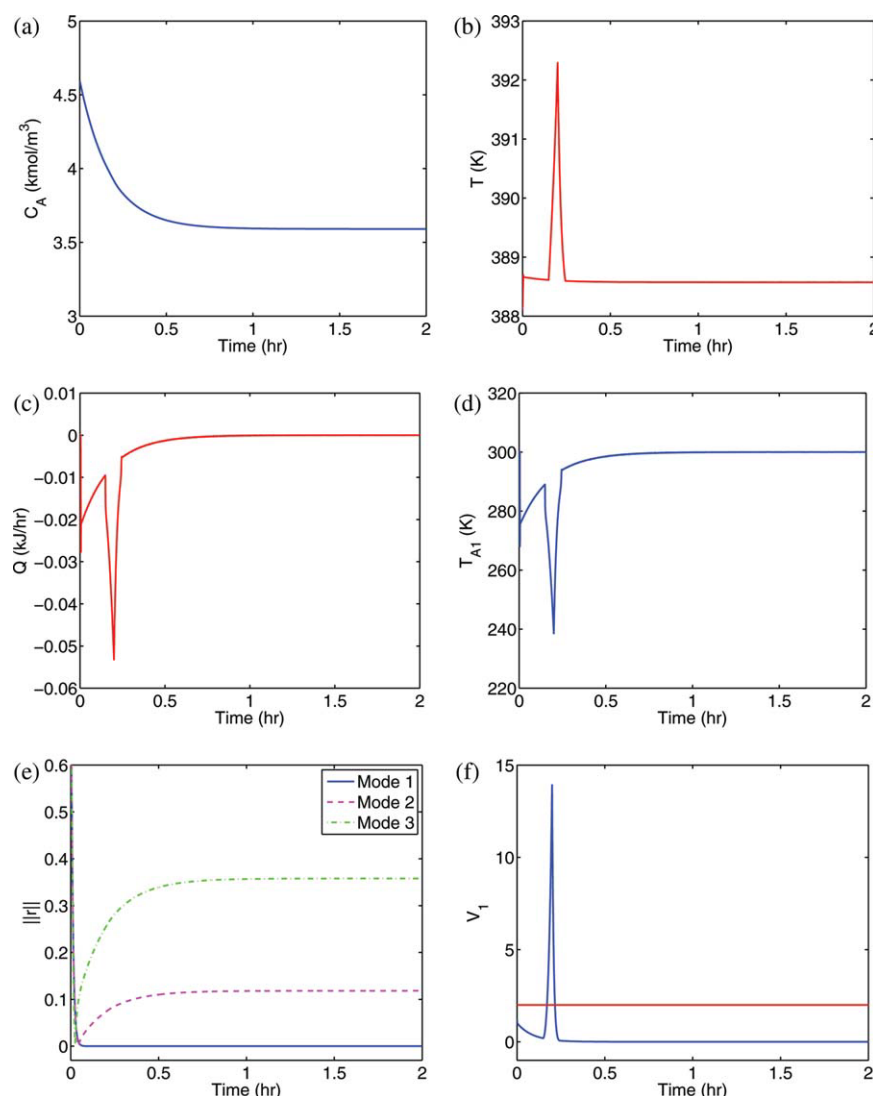 (a)
5
4.5
4
3.5
3
C_A (kmol/m^3)
0 0.5 1 1.5 2
Time (hr)
(b)
393
392
391
390
389
388
T (K)
0 0.5 1 1.5 2
Time (hr)
(c)
0.01
0
−0.01
−0.02
−0.03
−0.04
−0.05
−0.06
Q (kJ/hr)
0 0.5 1 1.5 2
Time (hr)
(d)
320
300
280
260
240
220
T_A1 (K)
0 0.5 1 1.5 2
Time (hr)
(e)
0.6
0.5
0.4
0.3
0.2
0.1
0
||r||
Mode 1
Mode 2
Mode 3
0 0.5 1 1.5 2
Time (hr)
(f)
15
10
5
0
V_1
0 0.5 1 1.5 2
Time (hr)